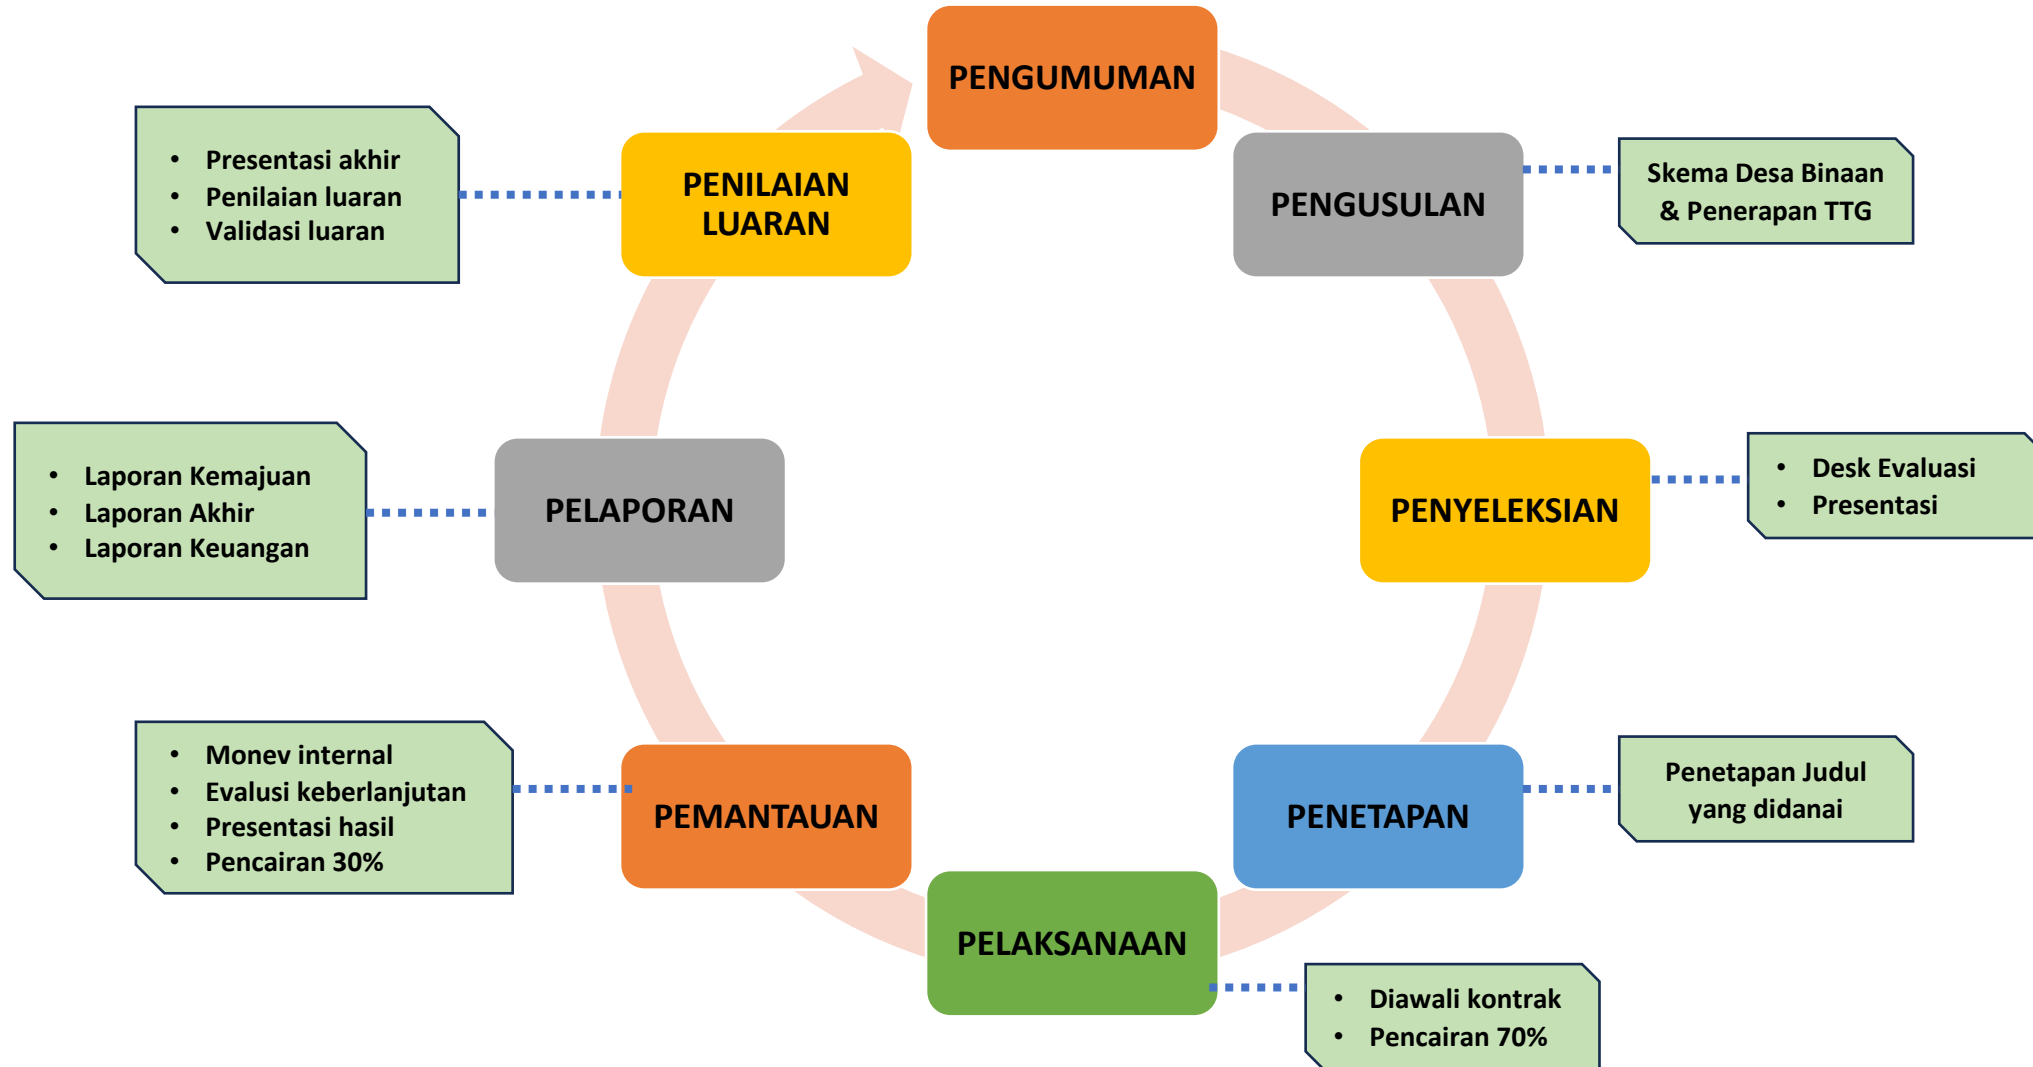 PENGUMUMAN
PENGUSULAN
Skema Desa Binaan
& Penerapan TTG
PENYELEKSIAN
• Desk Evaluasi
• Presentasi
PENETAPAN
Penetapan Judul
yang didanai
PELAKSANAAN
• Diawali kontrak
• Pencairan 70%
PEMANTAUAN
• Monev internal
• Evalusi keberlanjutan
• Presentasi hasil
• Pencairan 30%
PELAPORAN
• Laporan Kemajuan
• Laporan Akhir
• Laporan Keuangan
PENILAIAN
LUARAN
• Presentasi akhir
• Penilaian luaran
• Validasi luaran